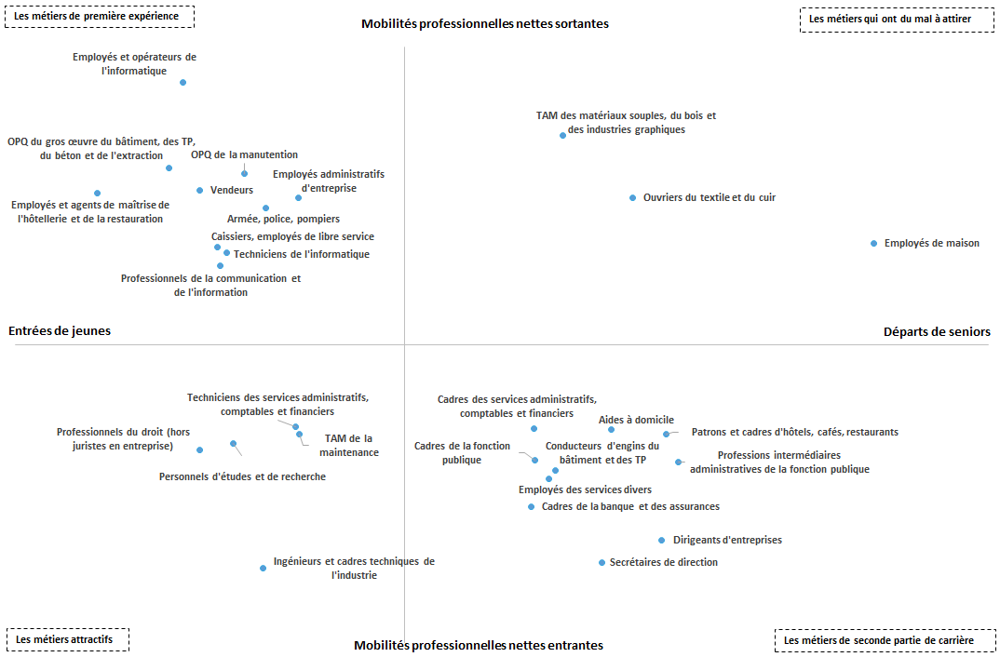 Les métiers de première expérience
Mobilités professionnelles nettes sortantes
Les métiers qui ont du mal à attirer
Employés et opérateurs de
l'informatique
TAM des matériaux souples, du bois et
des industries graphiques
OPQ du gros œuvre du bâtiment, des TP,
du béton et de l'extraction
OPQ de la manutention
Employés administratifs
d'entreprise
Vendeurs
Employés et agents de maîtrise de
l'hôtellerie et de la restauration
Armée, police, pompiers
Ouvriers du textile et du cuir
Caissiers, employés de libre service
Techniciens de l'informatique
Employés de maison
Professionnels de la communication et
de l'information
Entrées de jeunes
Départs de seniors
Techniciens des services administratifs,
comptables et financiers
Cadres des services administratifs,
comptables et financiers
Aides à domicile
Professionnels du droit (hors
juristes en entreprise)
TAM de la
maintenance
Patrons et cadres d'hôtels, cafés, restaurants
Cadres de la fonction
publique
Conducteurs d'engins du
bâtiment et des TP
Professions intermédiaires
administratives de la fonction publique
Personnels d'études et de recherche
Employés des services divers
Cadres de la banque et des assurances
Dirigeants d'entreprises
Ingénieurs et cadres techniques de
l'industrie
Secrétaires de direction
Les métiers attractifs
Mobilités professionnelles nettes entrantes
Les métiers de seconde partie de carrière